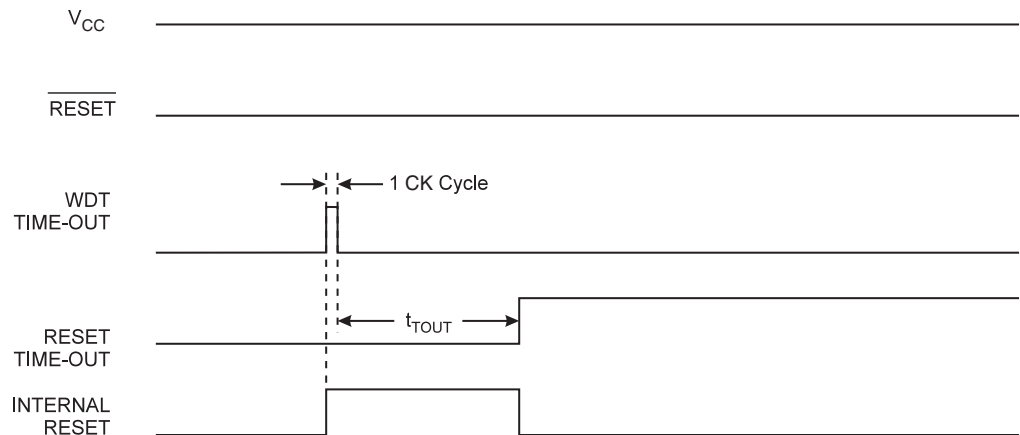 VCC
RESET
1 CK Cycle
WDT
TIME-OUT
tTOUT
RESET
TIME-OUT
INTERNAL
RESET